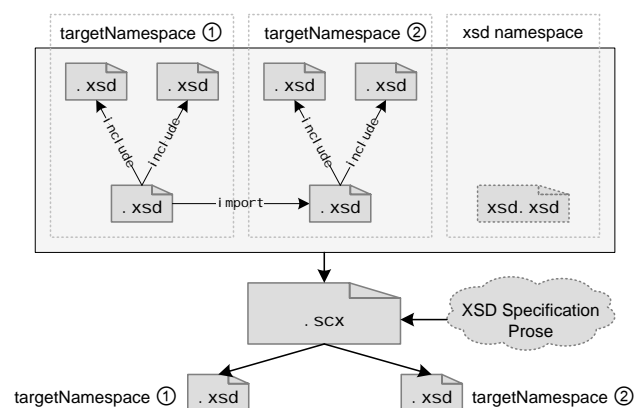 targetNamespace ① targetNamespace ② xsd namespace
.xsd .xsd .xsd .xsd
include include include include
.xsd import .xsd xsd.xsd
.scx
XSD Specification
Prose
targetNamespace ① .xsd .xsd targetNamespace ②